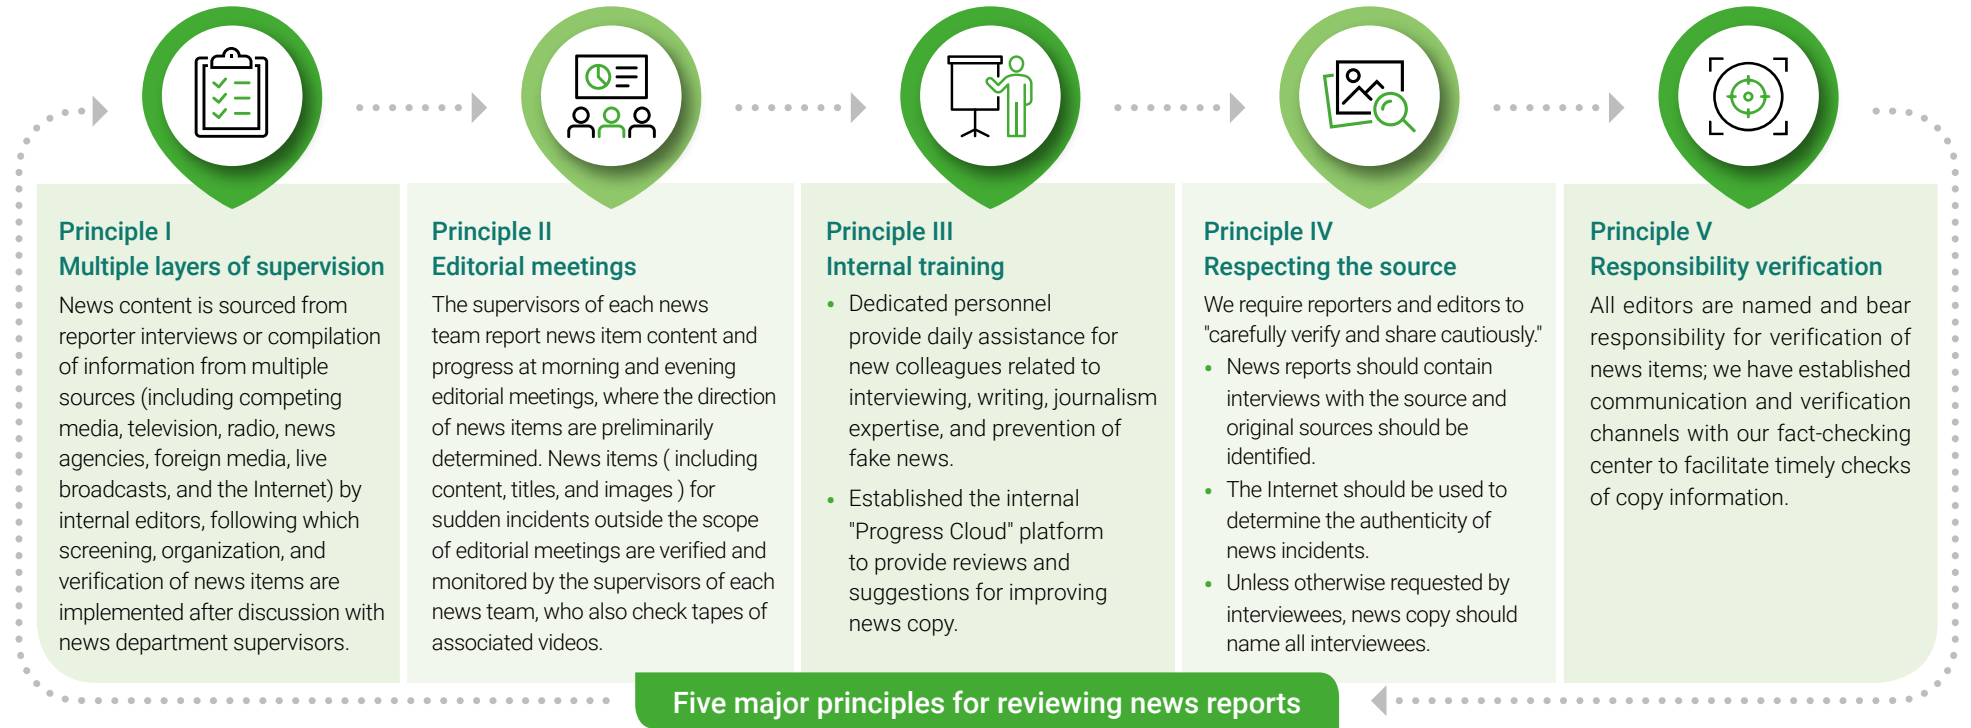 Principle I
Multiple layers of supervision
News content is sourced from
reporter interviews or compilation
of information from multiple
sources (including competing
media, television, radio, news
agencies, foreign media, live
broadcasts, and the Internet) by
internal editors, following which
screening, organization, and
verification of news items are
implemented after discussion with
news department supervisors.
Principle II
Editorial meetings
The supervisors of each news
team report news item content and
progress at morning and evening
editorial meetings, where the direction
of news items are preliminarily
determined. News items ( including
content, titles, and images ) for
sudden incidents outside the scope
of editorial meetings are verified and
monitored by the supervisors of each
news team, who also check tapes of
associated videos.
Principle III
Internal training
• Dedicated personnel
provide daily assistance for
new colleagues related to
interviewing, writing, journalism
expertise, and prevention of
fake news.
• Established the internal
"Progress Cloud" platform
to provide reviews and
suggestions for improving
news copy.
Principle IV
Respecting the source
We require reporters and editors to
"carefully verify and share cautiously."
• News reports should contain
interviews with the source and
original sources should be
identified.
• The Internet should be used to
determine the authenticity of
news incidents.
• Unless otherwise requested by
interviewees, news copy should
name all interviewees.
Principle V
Responsibility verification
All editors are named and bear
responsibility for verification of
news items; we have established
communication and verification
channels with our fact-checking
center to facilitate timely checks
of copy information.
Five major principles for reviewing news reports